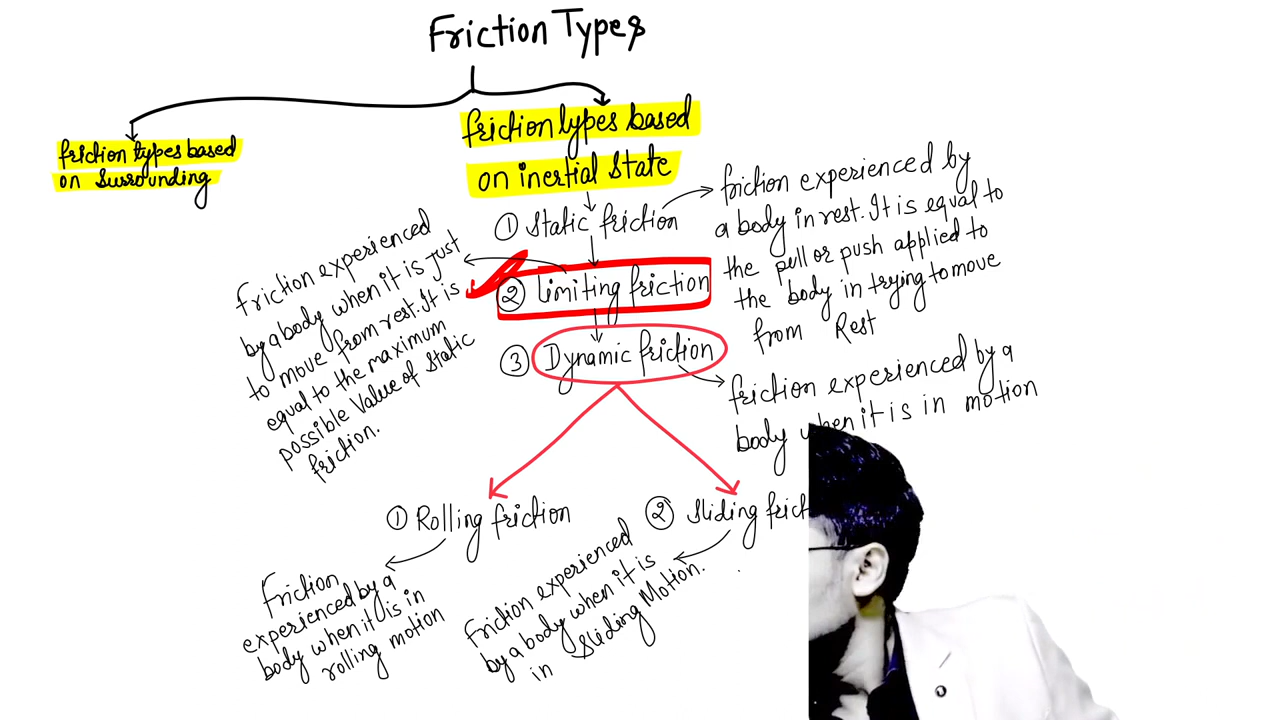 Friction Types
friction types based
on Surrounding
friction types based
on inertial State
① Static friction
friction experienced by
a body in rest. It is equal to
the pull or push applied to
the body in trying to move
from Rest
② limiting friction
Friction experienced
by a body when it is just
to move from rest. It is
equal to the maximum
possible Value of Static
friction.
③ Dynamic friction
friction experienced by a
body when it is in motion
① Rolling friction
Friction
experienced by a
body when it is in
rolling motion
② Sliding frict
Friction experienced
by a body when it is
in Sliding Motion.